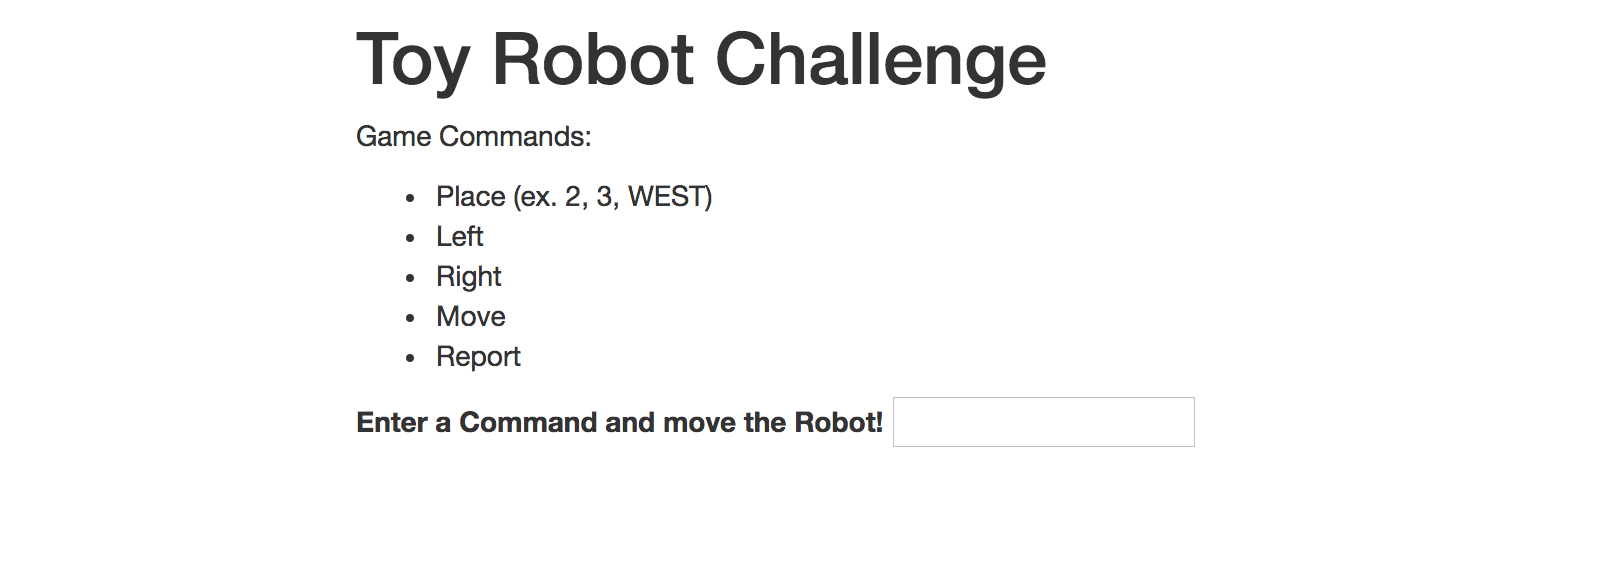 Toy Robot Challenge
Game Commands:
• Place (ex. 2, 3, WEST)
• Left
• Right
• Move
• Report
Enter a Command and move the Robot!